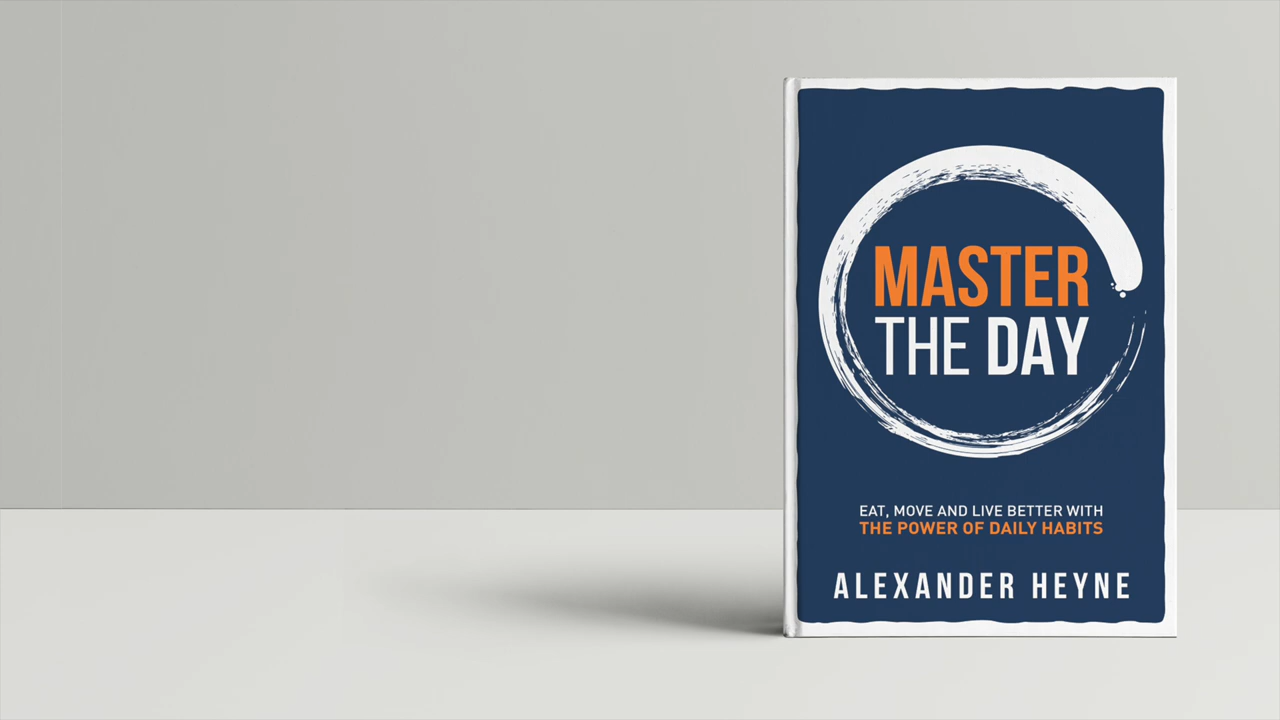 MASTER
THE DAY
EAT, MOVE AND LIVE BETTER WITH
THE POWER OF DAILY HABITS
ALEXANDER HEYNE